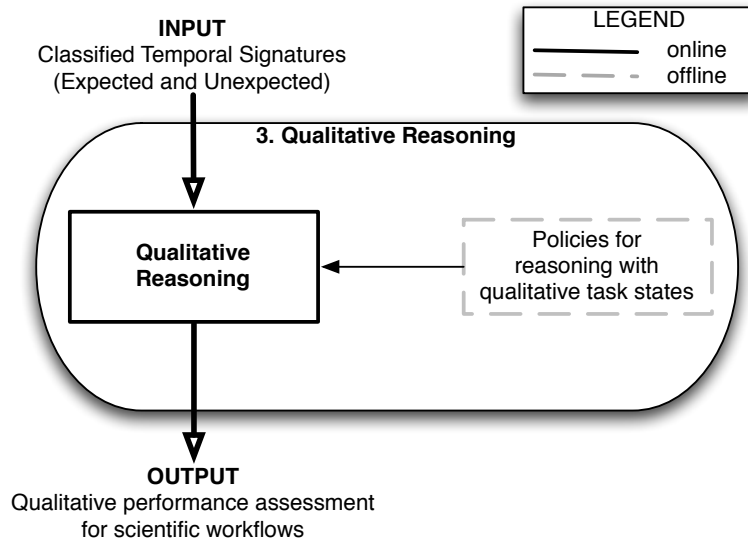 INPUT
Classified Temporal Signatures
(Expected and Unexpected)
LEGEND
online
offline
3. Qualitative Reasoning
Qualitative
Reasoning
Policies for
reasoning with
qualitative task states
OUTPUT
Qualitative performance assessment
for scientific workflows